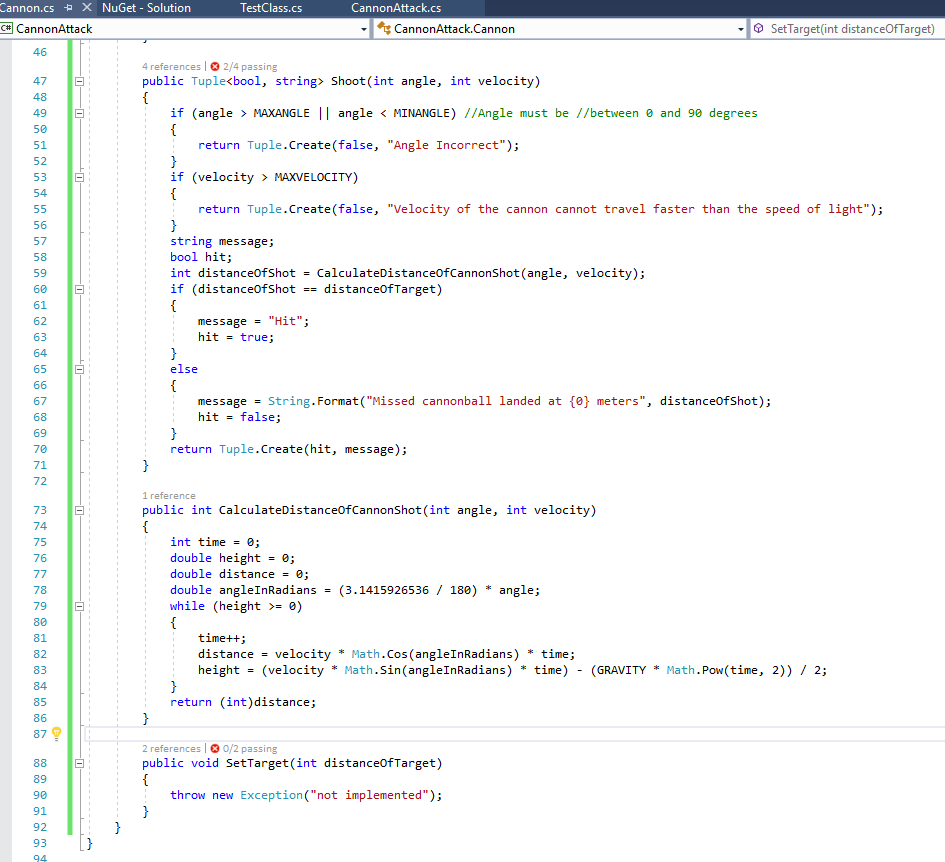 Cannon.cs NuGet - Solution TestClass.cs CannonAttack.cs
C# CannonAttack CannonAttack.Cannon SetTarget(int distanceOfTarget)
46
4 references | 2/4 passing
47 public Tuple<bool, string> Shoot(int angle, int velocity)
48 {
49 if (angle > MAXANGLE || angle < MINANGLE) //Angle must be //between 0 and 90 degrees
50 {
51 return Tuple.Create(false, "Angle Incorrect");
52 }
53 if (velocity > MAXVELOCITY)
54 {
55 return Tuple.Create(false, "Velocity of the cannon cannot travel faster than the speed of light");
56 }
57 string message;
58 bool hit;
59 int distanceOfShot = CalculateDistanceOfCannonShot(angle, velocity);
60 if (distanceOfShot == distanceOfTarget)
61 {
62 message = "Hit";
63 hit = true;
64 }
65 else
66 {
67 message = String.Format("Missed cannonball landed at {0} meters", distanceOfShot);
68 hit = false;
69 }
70 return Tuple.Create(hit, message);
71 }
72
1 reference
73 public int CalculateDistanceOfCannonShot(int angle, int velocity)
74 {
75 int time = 0;
76 double height = 0;
77 double distance = 0;
78 double angleInRadians = (3.1415926536 / 180) * angle;
79 while (height >= 0)
80 {
81 time++;
82 distance = velocity * Math.Cos(angleInRadians) * time;
83 height = (velocity * Math.Sin(angleInRadians) * time) - (GRAVITY * Math.Pow(time, 2)) / 2;
84 }
85 return (int)distance;
86 }
87
2 references | 0/2 passing
88 public void SetTarget(int distanceOfTarget)
89 {
90 throw new Exception("not implemented");
91 }
92 }
93 }
94